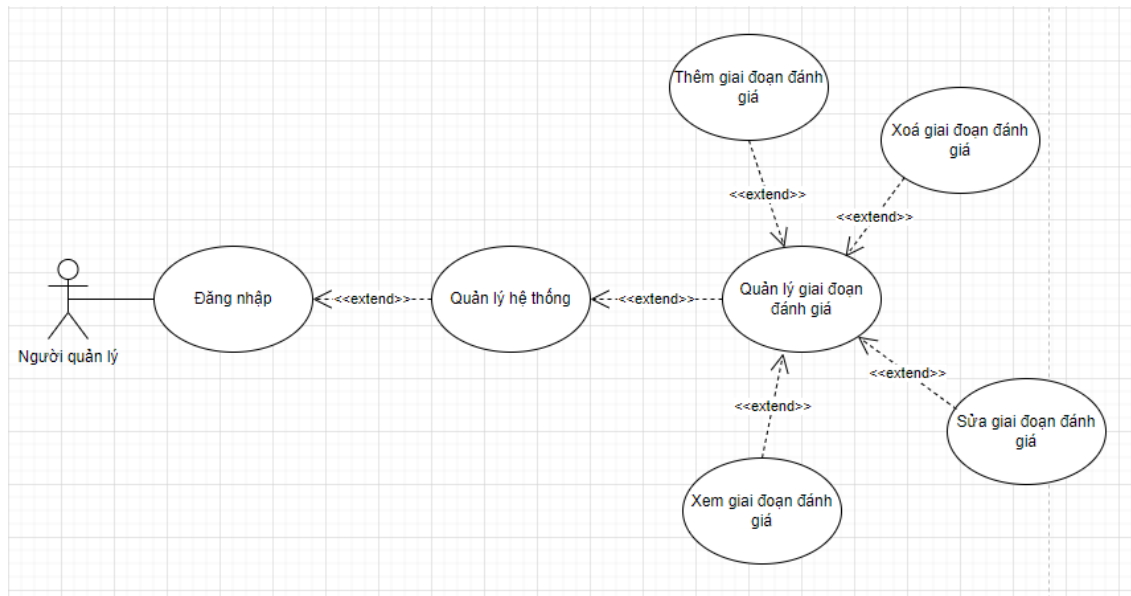 Thêm giai đoạn đánh
giá
Xoá giai đoạn đánh
giá
<<extend>>
<<extend>>
Đăng nhập
<<extend>>
Quản lý hệ thống
<<extend>>
Quản lý giai đoạn
đánh giá
Người quản lý
<<extend>>
<<extend>>
Sửa giai đoạn đánh
giá
Xem giai đoạn đánh
giá